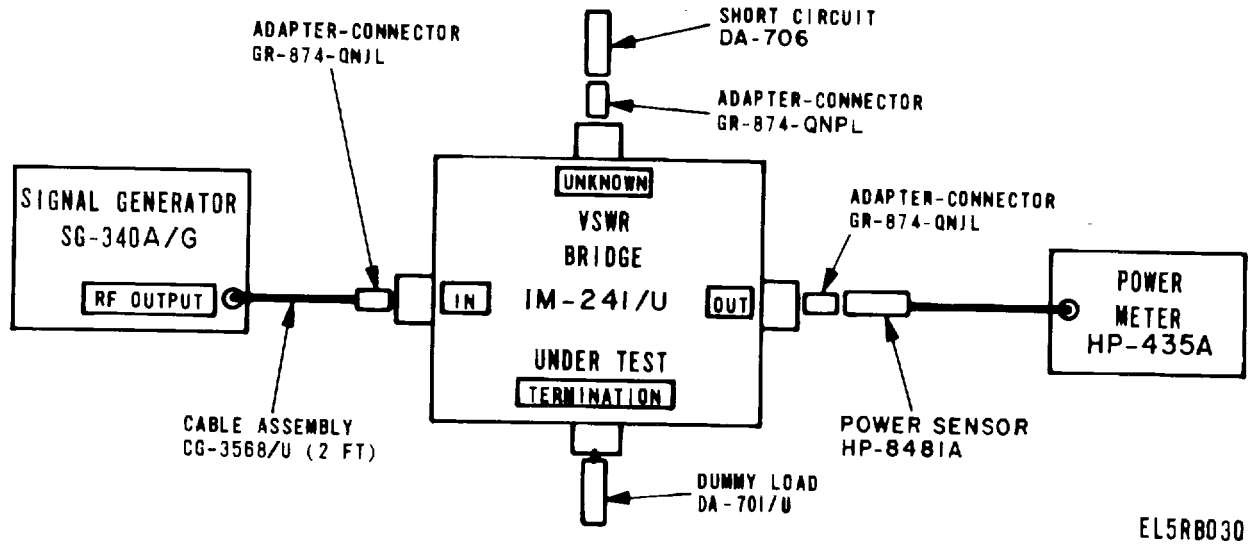 SHORT CIRCUIT
DA-706
ADAPTER-CONNECTOR
GR-874-QNJL
ADAPTER-CONNECTOR
GR-874-QNPL
SIGNAL GENERATOR
SG-340A/G
RF OUTPUT
UNKNOWN
VSWR
BRIDGE
IN
IM-241/U
OUT
UNDER TEST
TERMINATION
ADAPTER-CONNECTOR
GR-874-QNJL
POWER
METER
HP-435A
CABLE ASSEMBLY
CG-3568/U (2 FT)
POWER SENSOR
HP-8481A
DUMMY LOAD
DA-701/U
EL5RB030